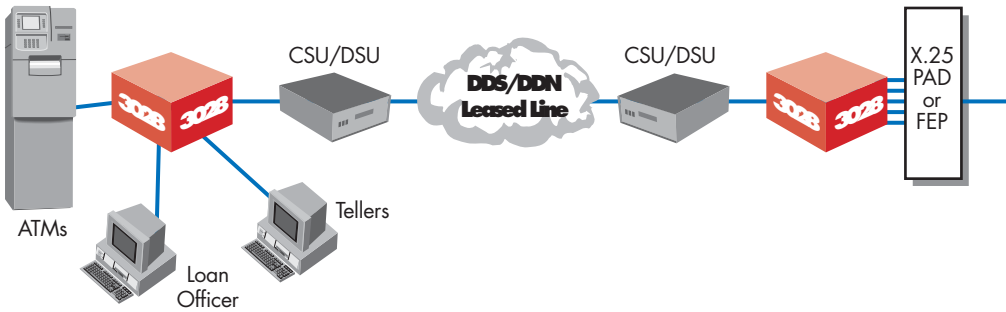 CSU/DSU
CSU/DSU
X.25
PAD
or
FEP
DDS/DDN
Leased Line
3028
3028
3028
3028
ATMs
Tellers
Loan
Officer